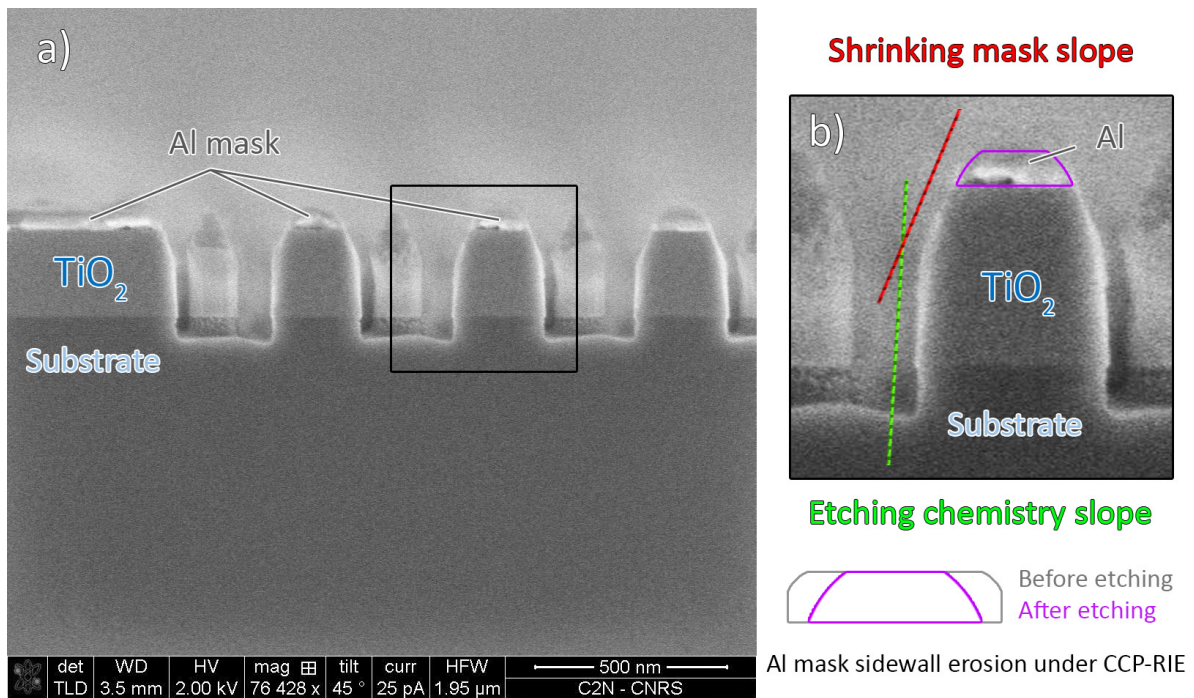 a)
Al mask
TiO2
Substrate
det
WD
HV
mag
tilt
curr
HFW
500 nm
TLD
3.5 mm
2.00 kV
76 428 x
45 °
25 pA
1.95 µm
C2N - CNRS
Shrinking mask slope
b)
Al
TiO2
Substrate
Etching chemistry slope
Before etching
After etching
Al mask sidewall erosion under CCP-RIE